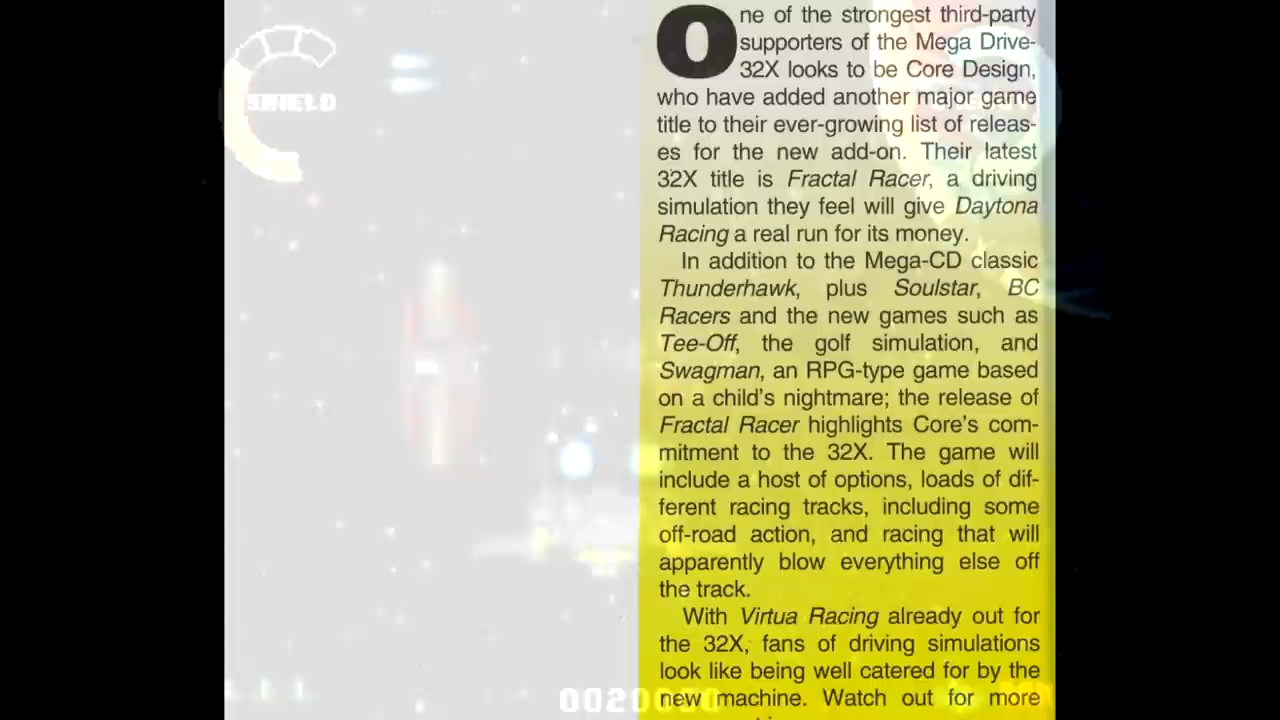 SHIELD
One of the strongest third-party
supporters of the Mega Drive-
32X looks to be Core Design,
who have added another major game
title to their ever-growing list of releas-
es for the new add-on. Their latest
32X title is Fractal Racer, a driving
simulation they feel will give Daytona
Racing a real run for its money.
In addition to the Mega-CD classic
Thunderhawk, plus Soulstar, BC
Racers and the new games such as
Tee-Off, the golf simulation, and
Swagman, an RPG-type game based
on a child's nightmare; the release of
Fractal Racer highlights Core's com-
mitment to the 32X. The game will
include a host of options, loads of dif-
ferent racing tracks, including some
off-road action, and racing that will
apparently blow everything else off
the track.
With Virtua Racing already out for
the 32X, fans of driving simulations
look like being well catered for by the
new machine. Watch out for more